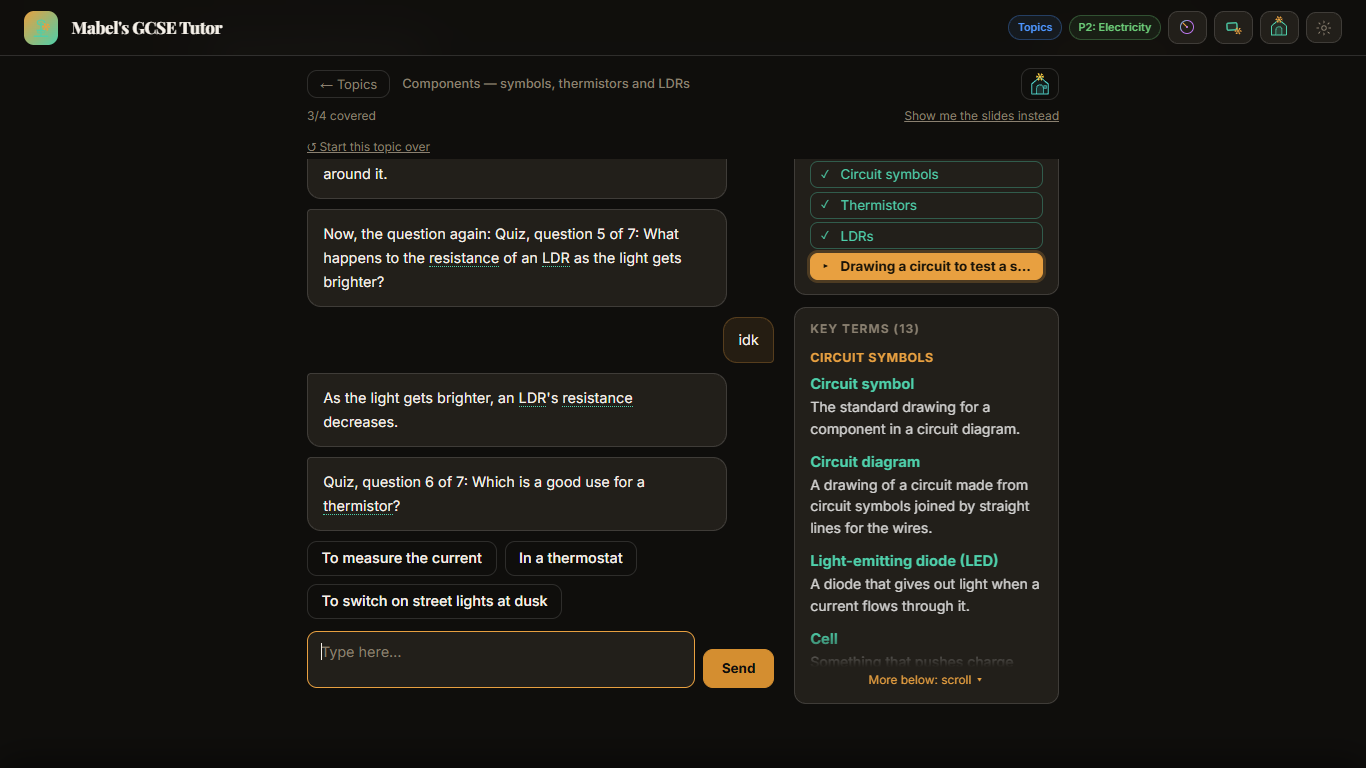 Mabel's GCSE Tutor
Topics
P2: Electricity
← Topics
Components — symbols, thermistors and LDRs
3/4 covered
Show me the slides instead
↺ Start this topic over
around it.
Now, the question again: Quiz, question 5 of 7: What
happens to the resistance of an LDR as the light gets
brighter?
idk
As the light gets brighter, an LDR's resistance
decreases.
Quiz, question 6 of 7: Which is a good use for a
thermistor?
To measure the current
In a thermostat
To switch on street lights at dusk
Type here...
Send
✓ Circuit symbols
✓ Thermistors
✓ LDRs
▸ Drawing a circuit to test a s...
KEY TERMS (13)
CIRCUIT SYMBOLS
Circuit symbol
The standard drawing for a
component in a circuit diagram.
Circuit diagram
A drawing of a circuit made from
circuit symbols joined by straight
lines for the wires.
Light-emitting diode (LED)
A diode that gives out light when a
current flows through it.
Cell
Something that pushes charge
More below: scroll ▾